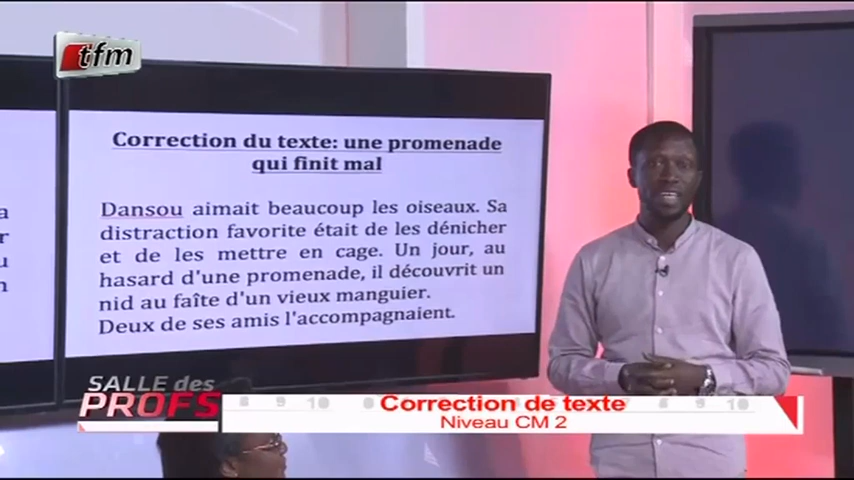 tfm
Correction du texte: une promenade
qui finit mal
Dansou aimait beaucoup les oiseaux. Sa
distraction favorite était de les dénicher
et de les mettre en cage. Un jour, au
hasard d'une promenade, il découvrit un
nid au faîte d'un vieux manguier.
Deux de ses amis l'accompagnaient.
SALLE des
PROFS
Correction de texte
Niveau CM 2